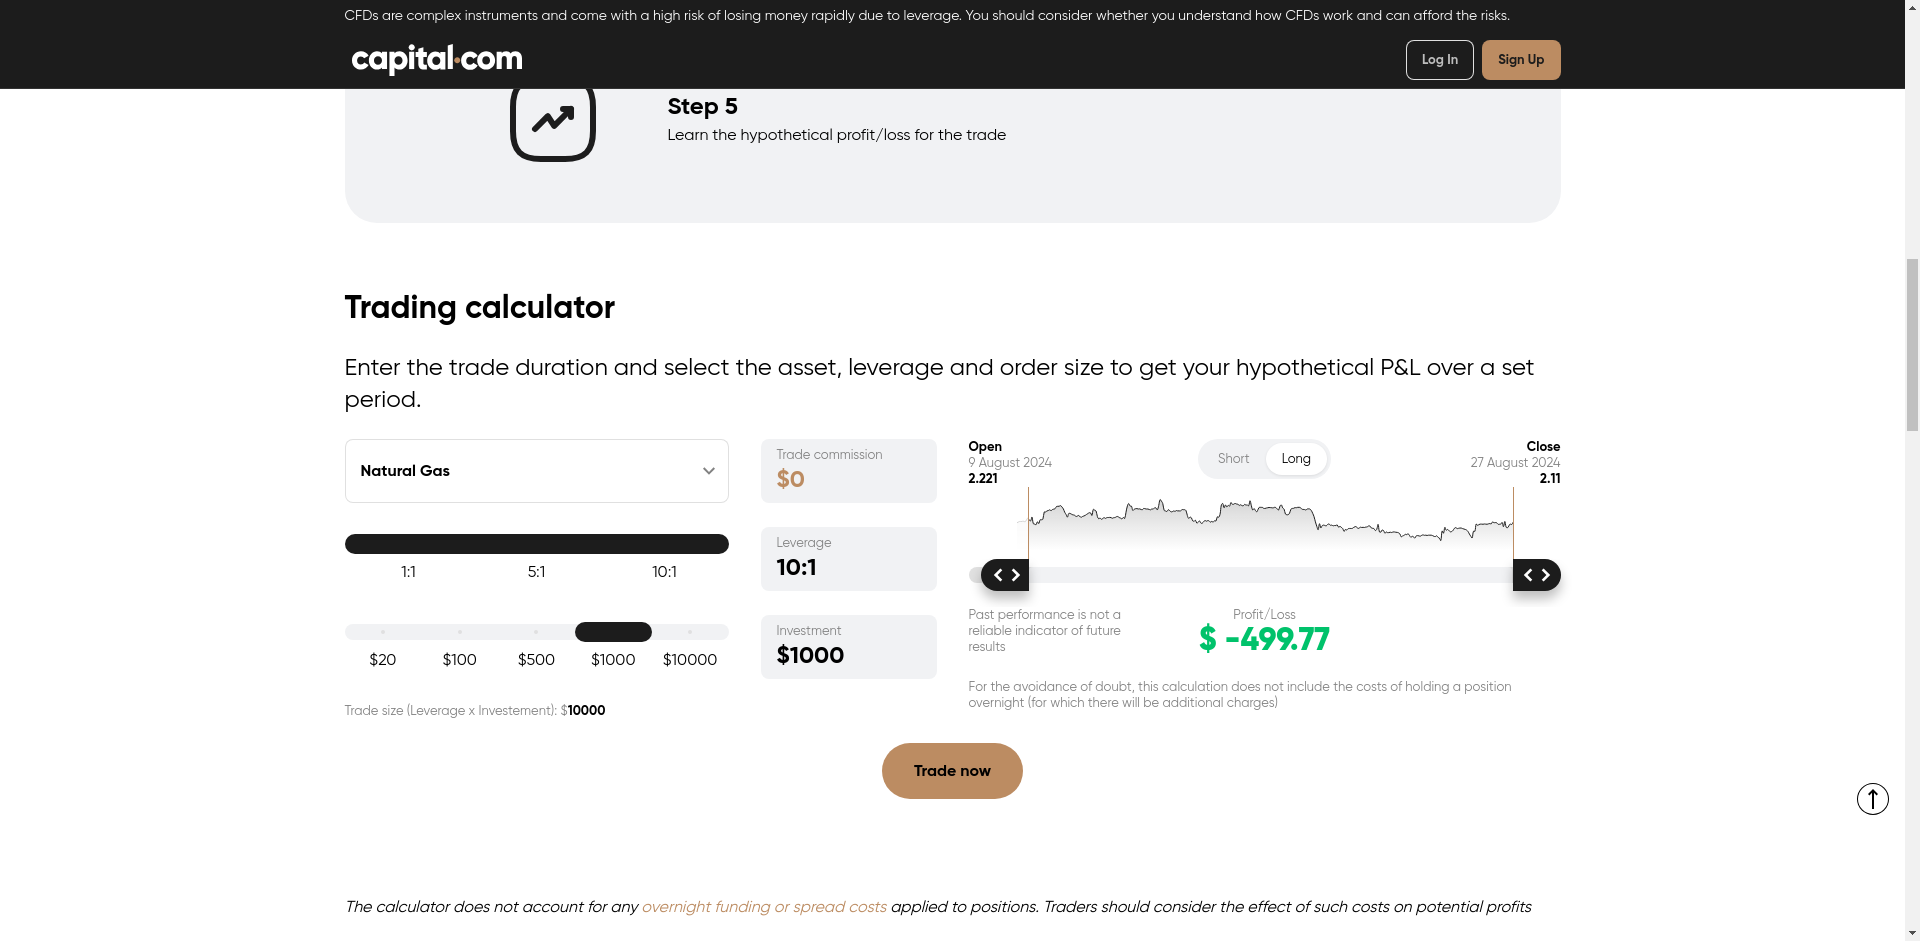 CFDs are complex instruments and come with a high risk of losing money rapidly due to leverage. You should consider whether you understand how CFDs work and can afford the risks.
capital.com
Log In
Sign Up
Step 5
Learn the hypothetical profit/loss for the trade
Trading calculator
Enter the trade duration and select the asset, leverage and order size to get your hypothetical P&L over a set
period.
Natural Gas
1:1 5:1 10:1
$20 $100 $500 $1000 $10000
Trade size (Leverage x Investement): $10000
Trade commission
$0
Leverage
10:1
Investment
$1000
Open
9 August 2024
2.221
Short Long
Close
27 August 2024
2.11
Past performance is not a
reliable indicator of future
results
Profit/Loss
$ -499.77
For the avoidance of doubt, this calculation does not include the costs of holding a position
overnight (for which there will be additional charges)
Trade now
The calculator does not account for any overnight funding or spread costs applied to positions. Traders should consider the effect of such costs on potential profits